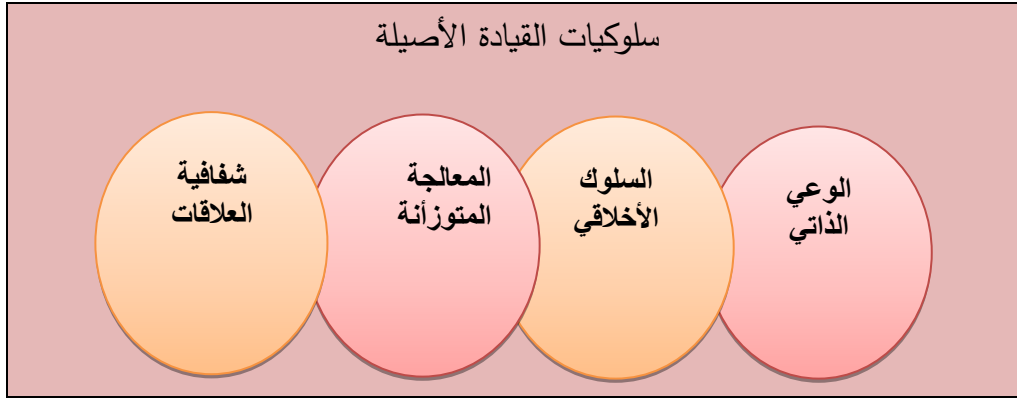 سلوكيات القيادة الأصيلة
الوعي
الذاتي
السلوك
الأخلاقي
المعالجة
المتوزأنة
شفافية
العلاقات